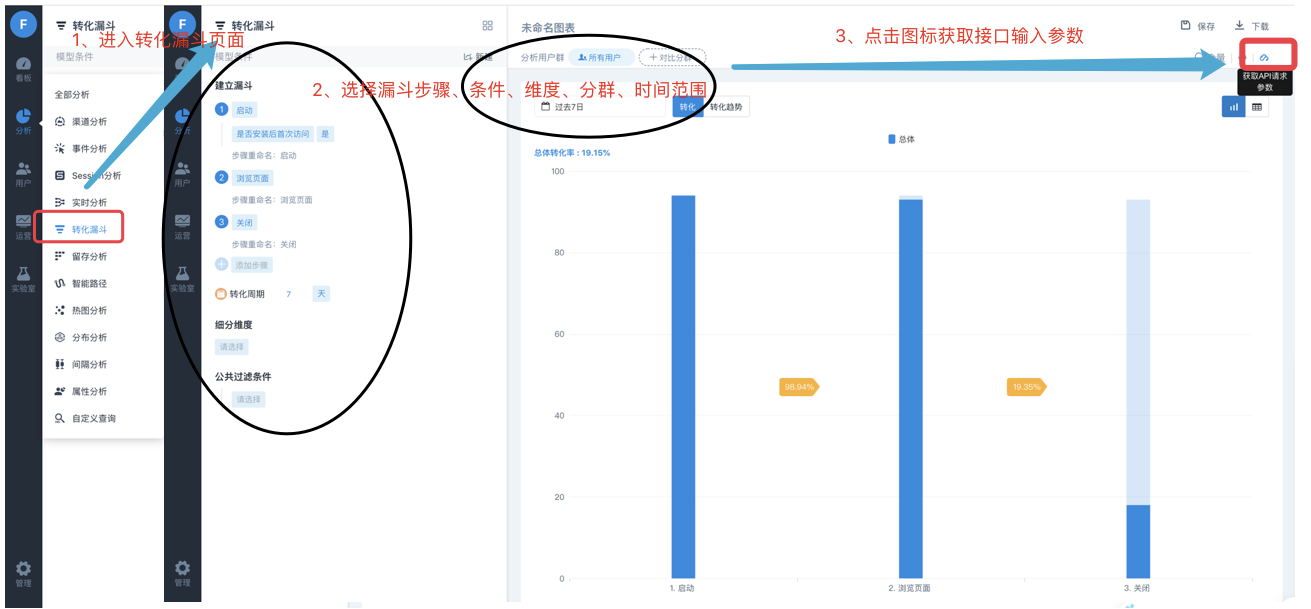 F
看板
分析
用户
运营
实验室
管理
转化漏斗
模型条件
全部分析
渠道分析
事件分析
Session分析
实时分析
转化漏斗
留存分析
智能路径
热图分析
分布分析
间隔分析
属性分析
自定义查询
1、进入转化漏斗页面
F
看板
分析
用户
运营
实验室
管理
转化漏斗
模型条件
新建
建立漏斗
1 启动
是否安装后首次访问 是
步骤重命名: 启动
2 浏览页面
步骤重命名: 浏览页面
3 关闭
步骤重命名: 关闭
添加步骤
转化周期 7 天
细分维度
请选择
公共过滤条件
请选择
2、选择漏斗步骤、条件、维度、分群、时间范围
未命名图表
保存 下载
分析用户群 所有用户 +对比分群
3、点击图标获取接口输入参数
获取API请求
参数
过去7日 转化 转化趋势
总体
总体转化率 : 19.15%
100
80
60
40
20
0
98.94%
19.35%
1. 启动
2. 浏览页面
3. 关闭